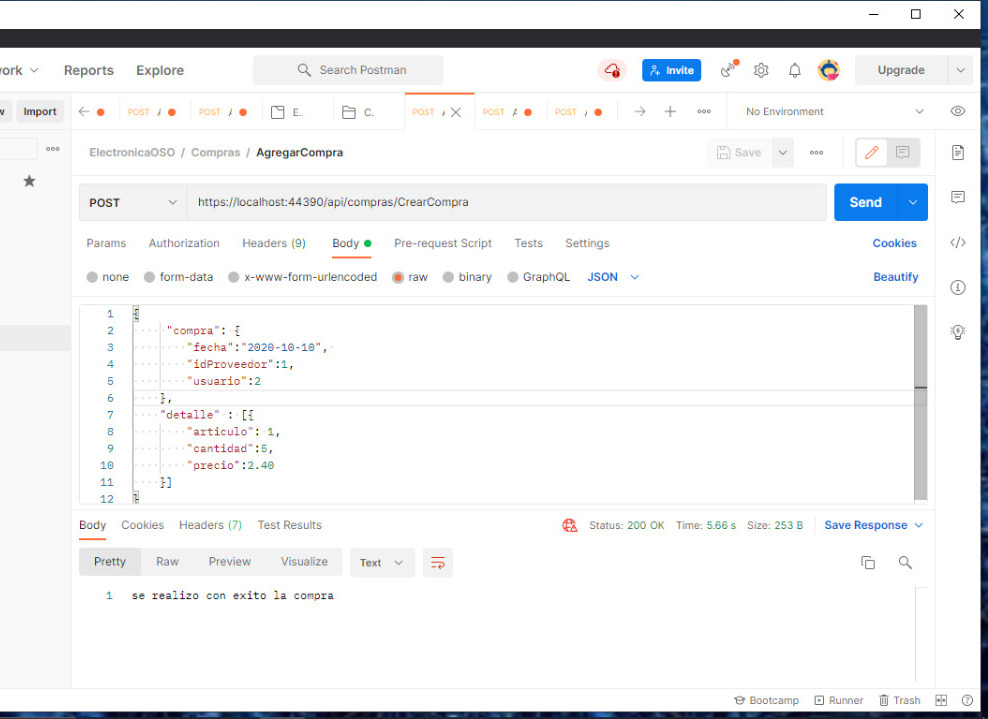 ork Reports Explore Search Postman Invite Upgrade
w Import POST POST E.. C. POST POST POST No Environment
ElectronicaOSO / Compras / AgregarCompra Save
POST https://localhost:44390/api/compras/CrearCompra Send
Params Authorization Headers (9) Body Pre-request Script Tests Settings Cookies
none form-data x-www-form-urlencoded raw binary GraphQL JSON Beautify
1 {
2 "compra": {
3 "fecha":"2020-10-10",
4 "idProveedor":1,
5 "usuario":2
6 },
7 "detalle" : [{
8 "articulo": 1,
9 "cantidad":5,
10 "precio":2.40
11 }]
12 }
Body Cookies Headers (7) Test Results Status: 200 OK Time: 5.66 s Size: 253 B Save Response
Pretty Raw Preview Visualize Text
1 se realizo con exito la compra
Bootcamp Runner Trash